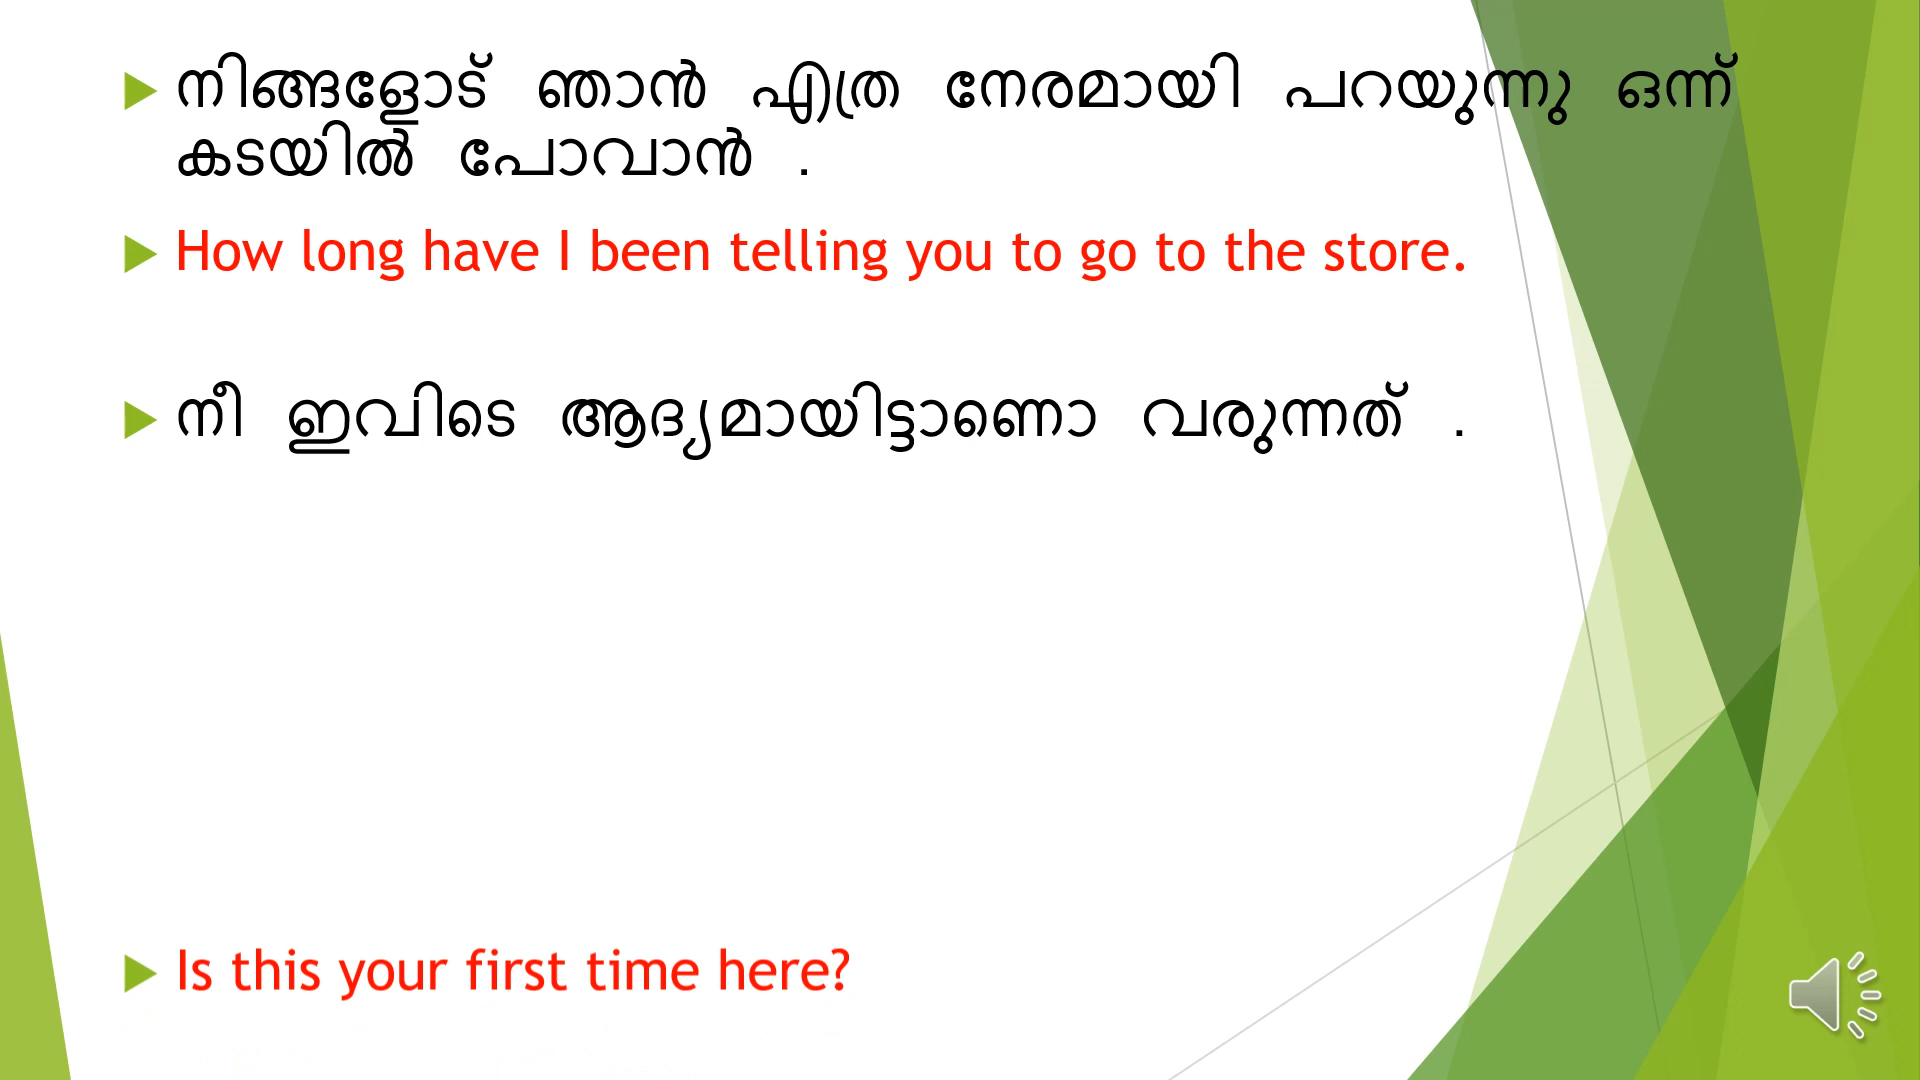 നിങ്ങളോട് ഞാൻ എത്ര നേരമായി പറയുന്നു ഒന്ന്
കടയിൽ പോവാൻ .
How long have I been telling you to go to the store.
നീ ഇവിടെ ആദ്യമായിട്ടാണൊ വരുന്നത് .
Is this your first time here?